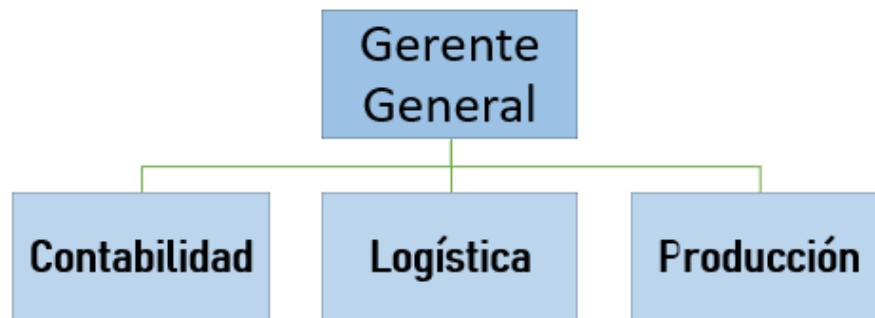 Gerente
General
Contabilidad
Logística
Producción